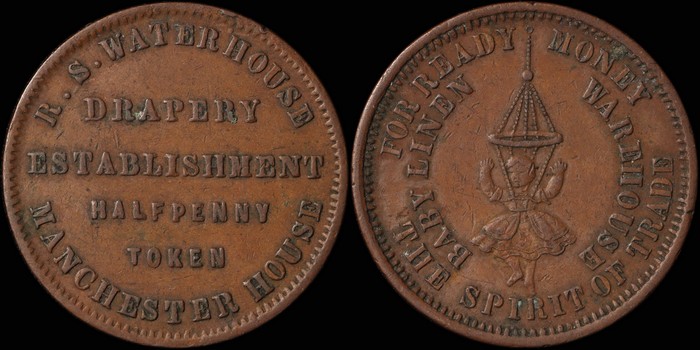 R. S. WATERHOUSE
DRAPERY
ESTABLISHMENT
HALFPENNY
TOKEN
MANCHESTER HOUSE
FOR READY MONEY
BABY LINEN WAREHOUSE
THE SPIRIT OF TRADE